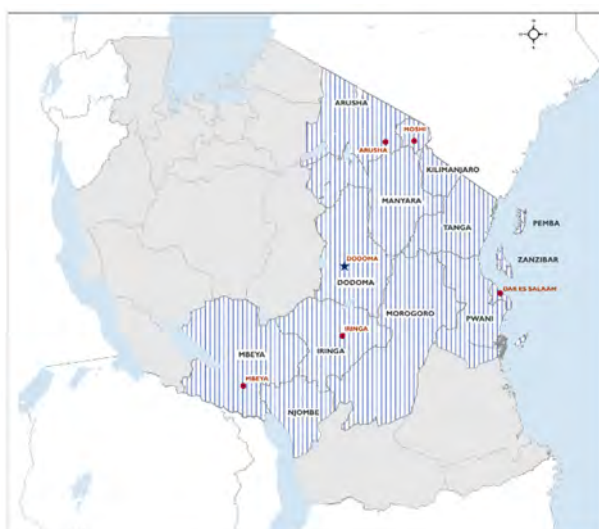 ARUSHA
MOSHI
ARUSHA
KILIMANJARO
MANYARA
TANGA
PEMBA
ZANZIBAR
DODOMA
DODOMA
DAR ES SALAAM
MOROGORO
PWANI
IRINGA
IRINGA
MBEYA
MBEYA
NJOMBE